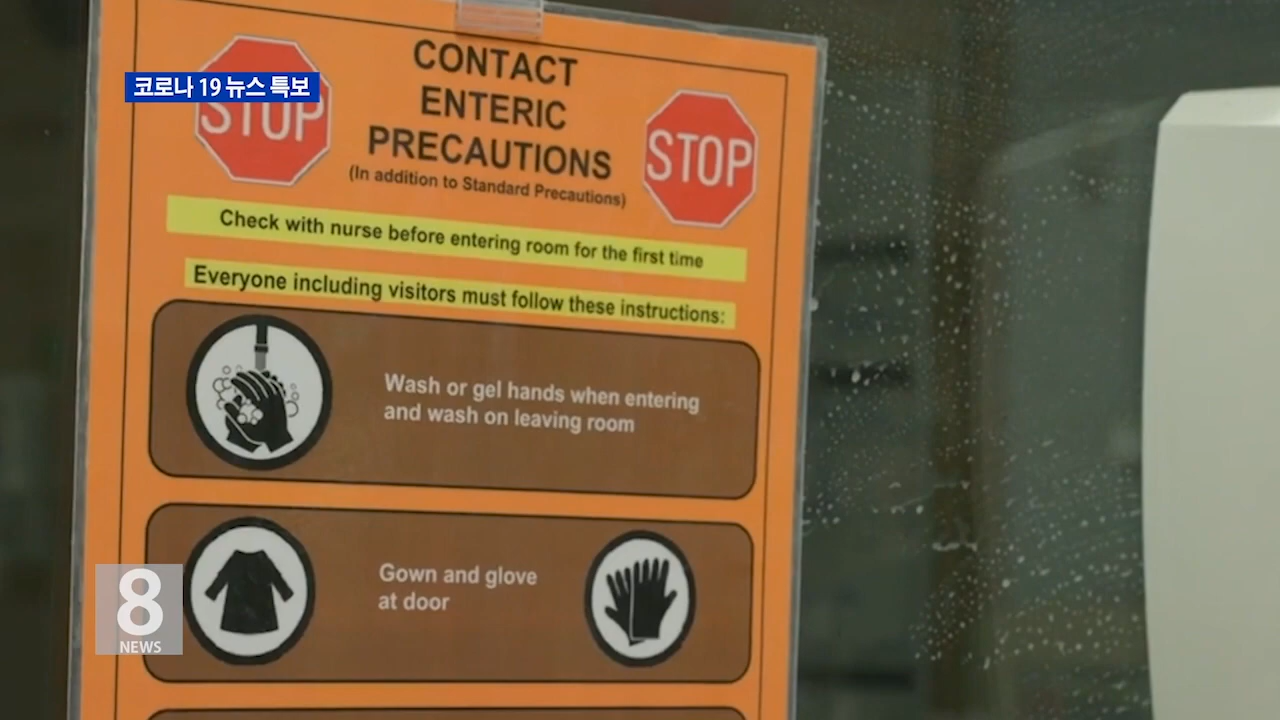 코로나 19 뉴스 특보
CONTACT
ENTERIC
PRECAUTIONS
(In addition to Standard Precautions)
STOP
STOP
Check with nurse before entering room for the first time
Everyone including visitors must follow these instructions:
Wash or gel hands when entering
and wash on leaving room
Gown and glove
at door
8
NEWS